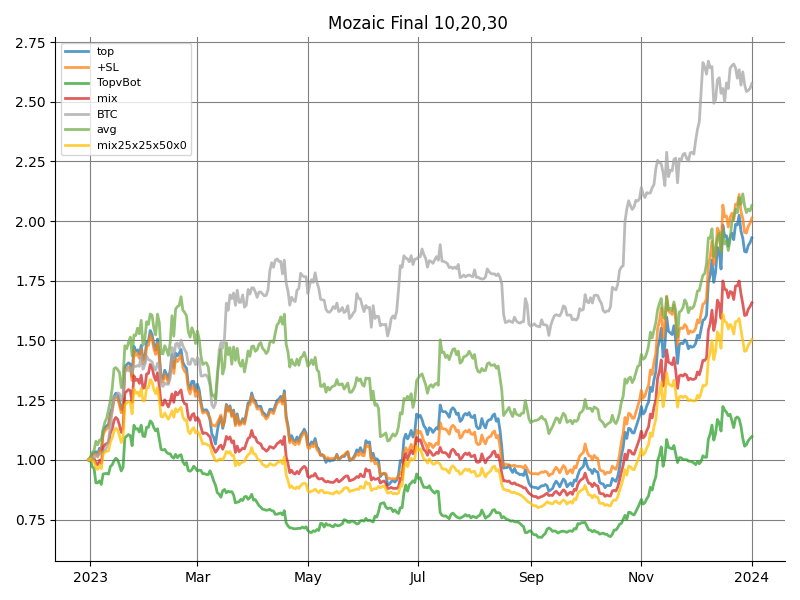 Mozaic Final 10,20,30
top
+SL
TopvBot
mix
BTC
avg
mix25x25x50x0
2.75
2.50
2.25
2.00
1.75
1.50
1.25
1.00
0.75
2023 Mar May Jul Sep Nov 2024